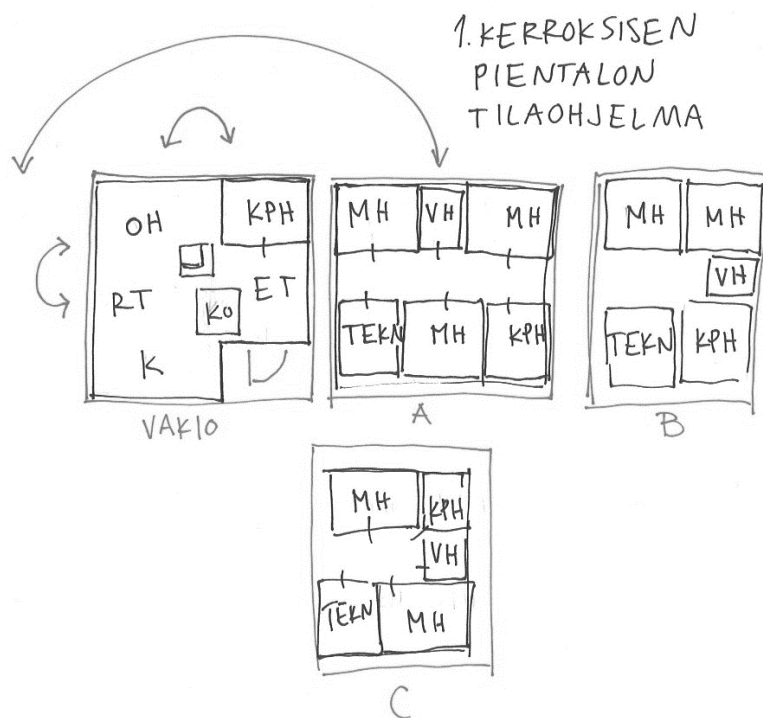 1. KERROKSISEN
PIENTALON
TILAOHJELMA
OH
KPH
RT
KO
ET
K
VAKIO
MH
VH
MH
TEKN
MH
KPH
A
MH
MH
VH
TEKN
KPH
B
MH
KPH
VH
TEKN
MH
C